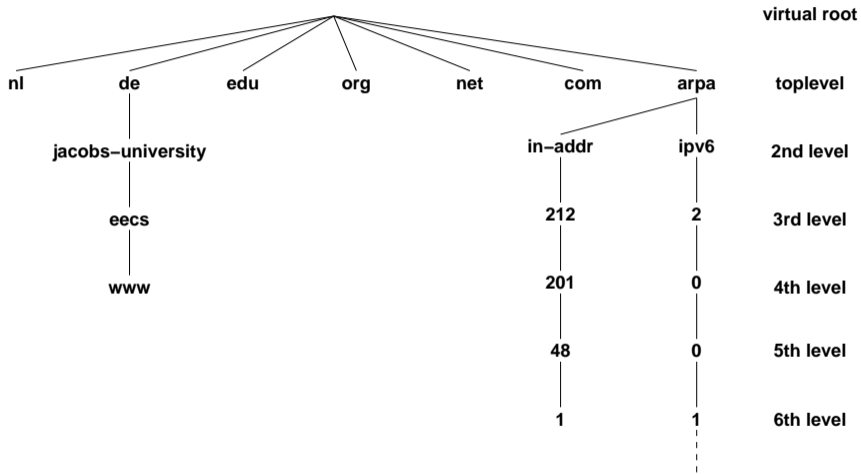 virtual root
nl de edu org net com arpa toplevel
jacobs−university in−addr ipv6 2nd level
eecs 212 2 3rd level
www 201 0 4th level
48 0 5th level
1 1 6th level